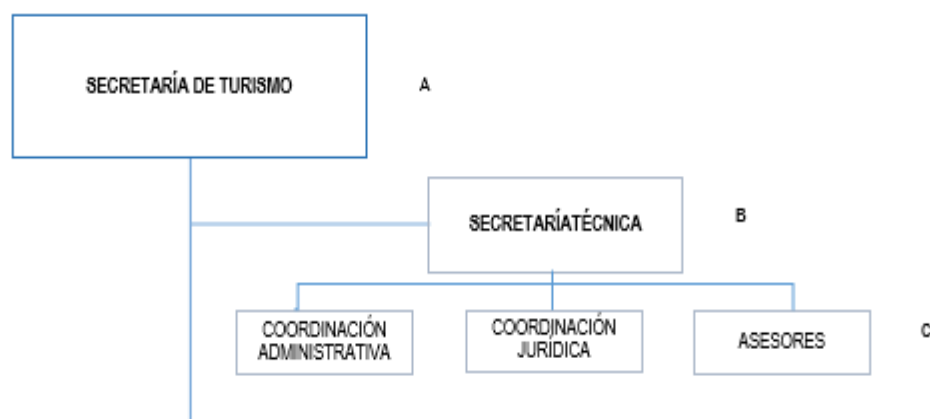 SECRETARÍA DE TURISMO
A
SECRETARÍATÉCNICA
B
COORDINACIÓN
ADMINISTRATIVA
COORDINACIÓN
JURÍDICA
ASESORES
C